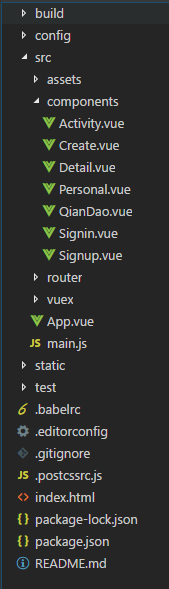 build
config
src
assets
components
Activity.vue
Create.vue
Detail.vue
Personal.vue
QianDao.vue
Signin.vue
Signup.vue
router
vuex
App.vue
JS main.js
static
test
.babelrc
.editorconfig
.gitignore
JS .postcssrc.js
<> index.html
{ } package-lock.json
{ } package.json
README.md